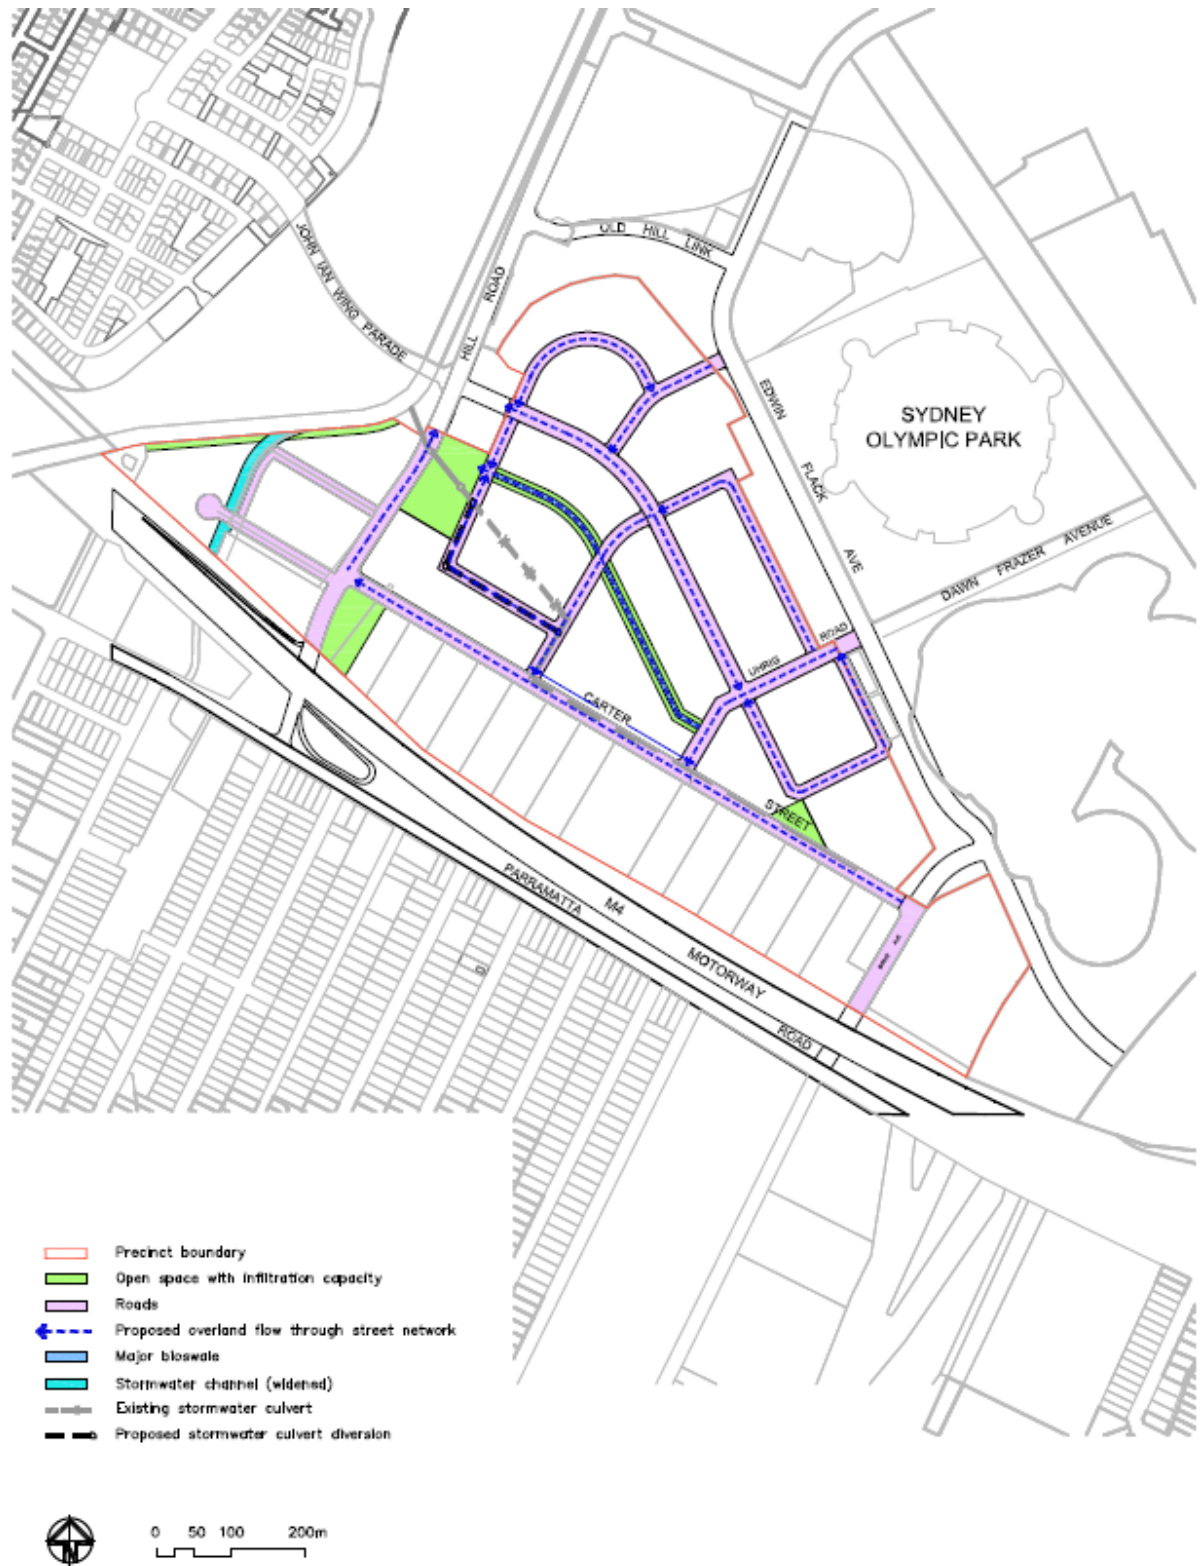 OLD HILL LINK
JOHN IAN WING PARADE
HILL ROAD
EDWIN FLACK AVE
SYDNEY
OLYMPIC PARK
DAWN FRAZER AVENUE
UHRIG ROAD
CARTER STREET
PARRAMATTA ROAD
M4 MOTORWAY
Precinct boundary
Open space with infiltration capacity
Roads
Proposed overland flow through street network
Major bioswale
Stormwater channel (widened)
Existing stormwater culvert
Proposed stormwater culvert diversion
N
0 50 100 200m